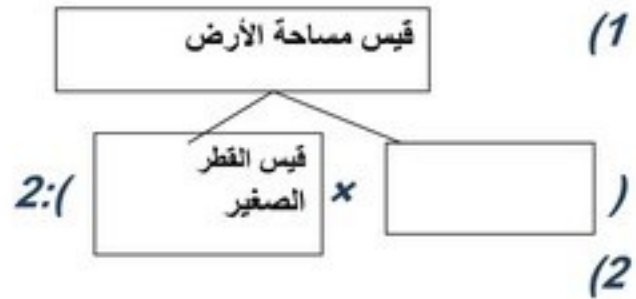 (1
قيس مساحة الأرض
( × قيس القطر الصغير ):2
(2